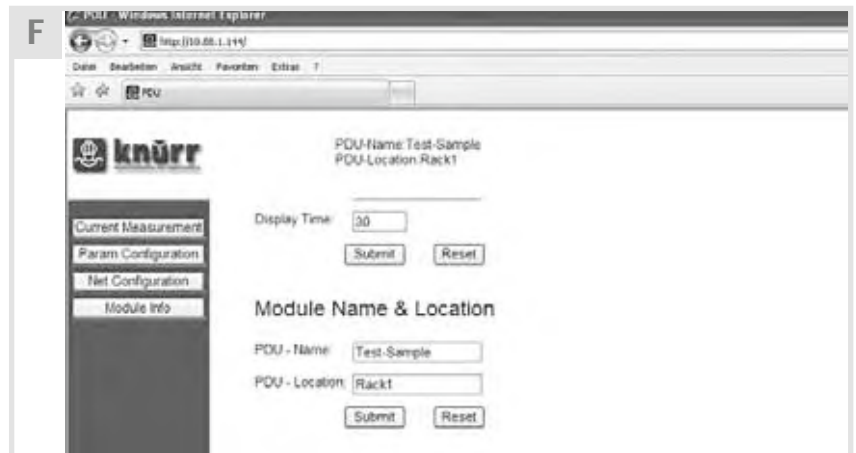 F
PDU - Windows Internet Explorer
http://10.88.1.144/
Datei Bearbeiten Ansicht Favoriten Extras ?
PDU
knürr
PDU-Name:Test-Sample
PDU-Location:Rack1
Current Measurement
Param Configuration
Net Configuration
Module Info
Display Time: 30
Submit Reset
Module Name & Location
PDU - Name: Test-Sample
PDU - Location: Rack1
Submit Reset